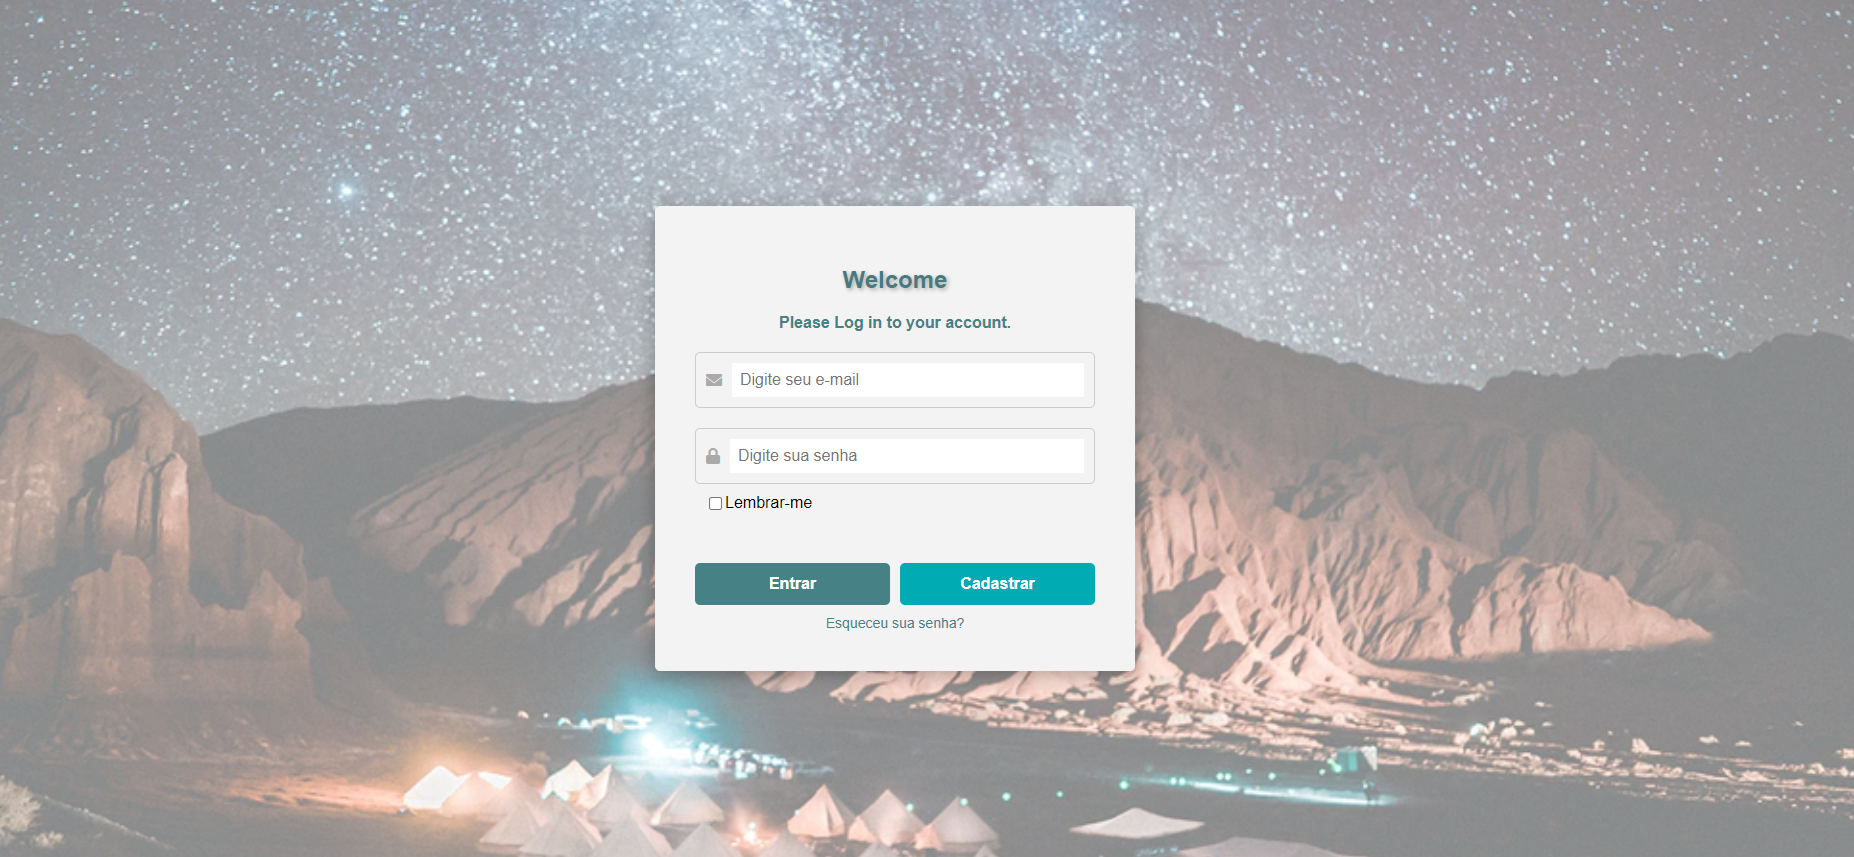 Welcome
Please Log in to your account.
Digite seu e-mail
Digite sua senha
Lembrar-me
Entrar
Cadastrar
Esqueceu sua senha?